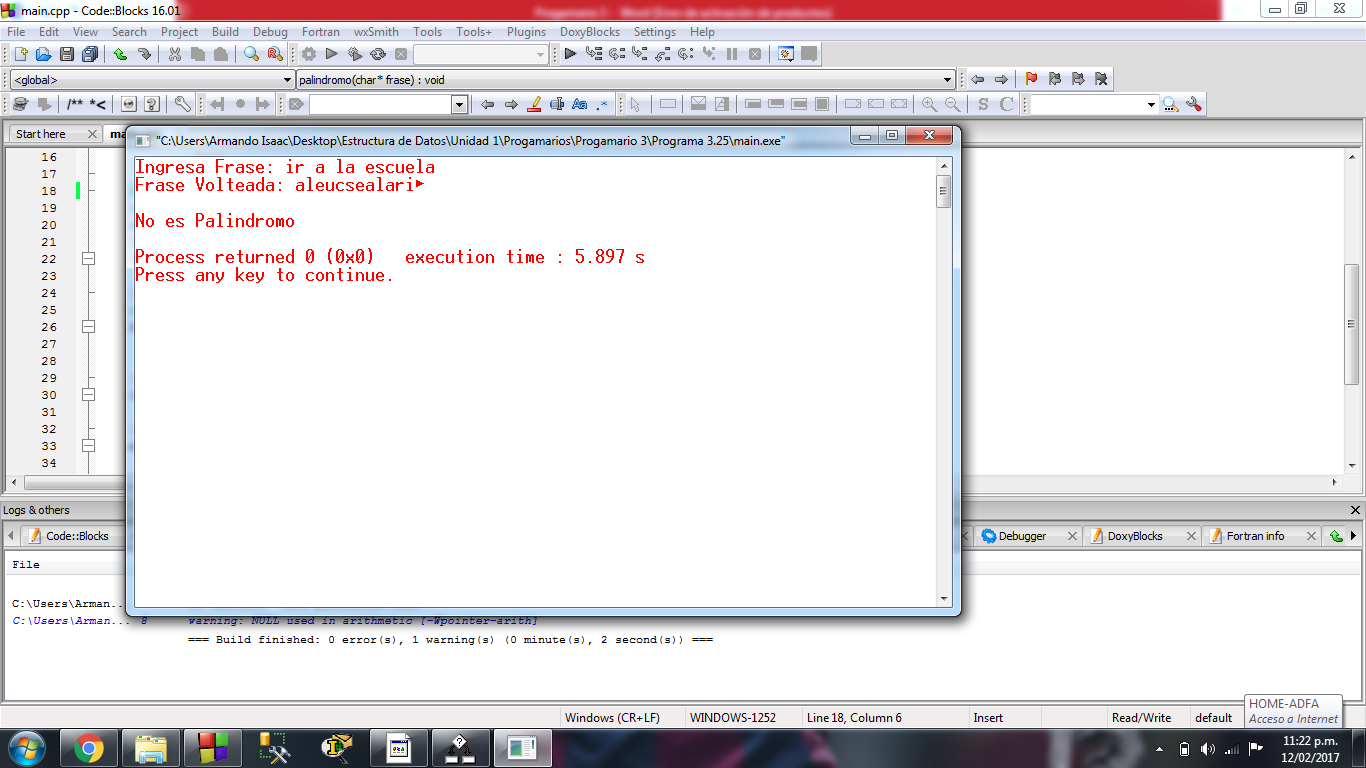 main.cpp - Code::Blocks 16.01
File Edit View Search Project Build Debug Fortran wxSmith Tools Tools+ Plugins DoxyBlocks Settings Help
<global> palindromo(char* frase) : void
/** *<
Aa .* S C
Start here
"C:\Users\Armando Isaac\Desktop\Estructura de Datos\Unidad 1\Progamarios\Progamario 3\Programa 3.25\main.exe"
16
17
18
19
20
21
22
23
24
25
26
27
28
29
30
31
32
33
34
Ingresa Frase: ir a la escuela
Frase Volteada: aleucsealari►
No es Palindromo
Process returned 0 (0x0) execution time : 5.897 s
Press any key to continue.
Logs & others
Code::Blocks Debugger DoxyBlocks Fortran info
File
C:\Users\Arman...
C:\Users\Arman... 8 warning: NULL used in arithmetic [-Wpointer-arith]
=== Build finished: 0 error(s), 1 warning(s) (0 minute(s), 2 second(s)) ===
Windows (CR+LF) WINDOWS-1252 Line 18, Column 6 Insert Read/Write default
HOME-ADFA
Acceso a Internet
11:22 p.m.
12/02/2017